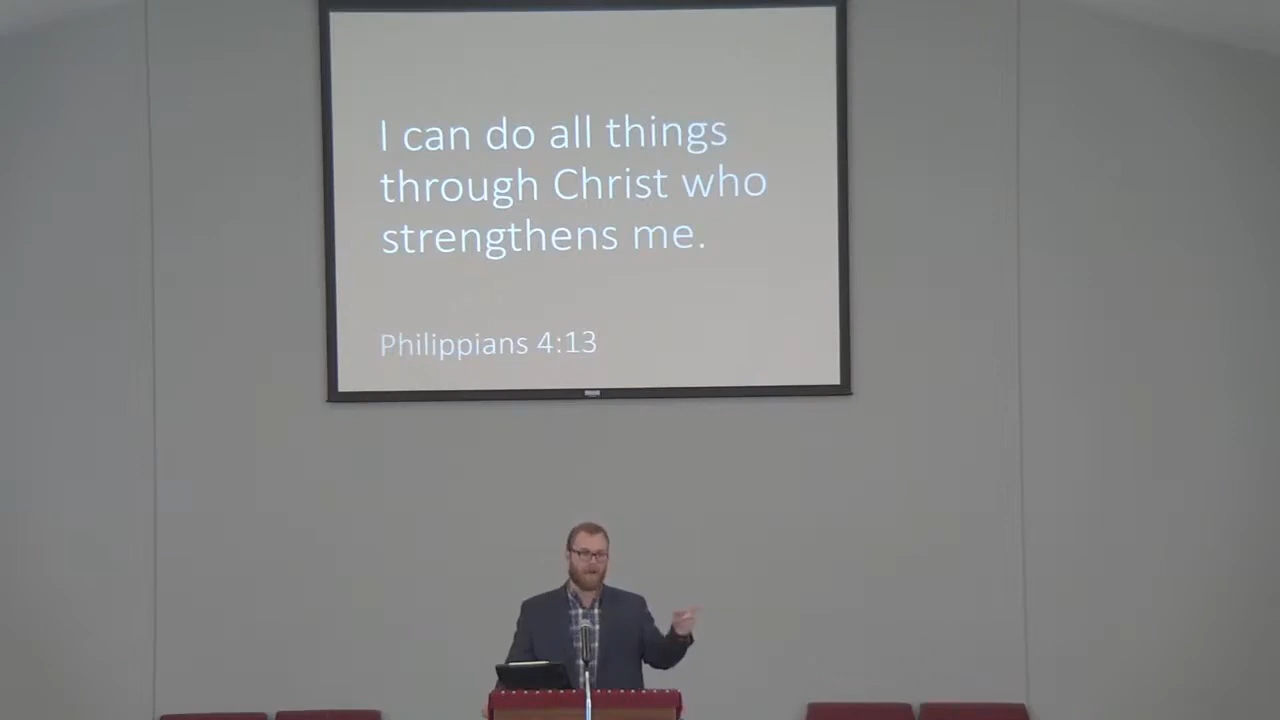 I can do all things
through Christ who
strengthens me.
Philippians 4:13